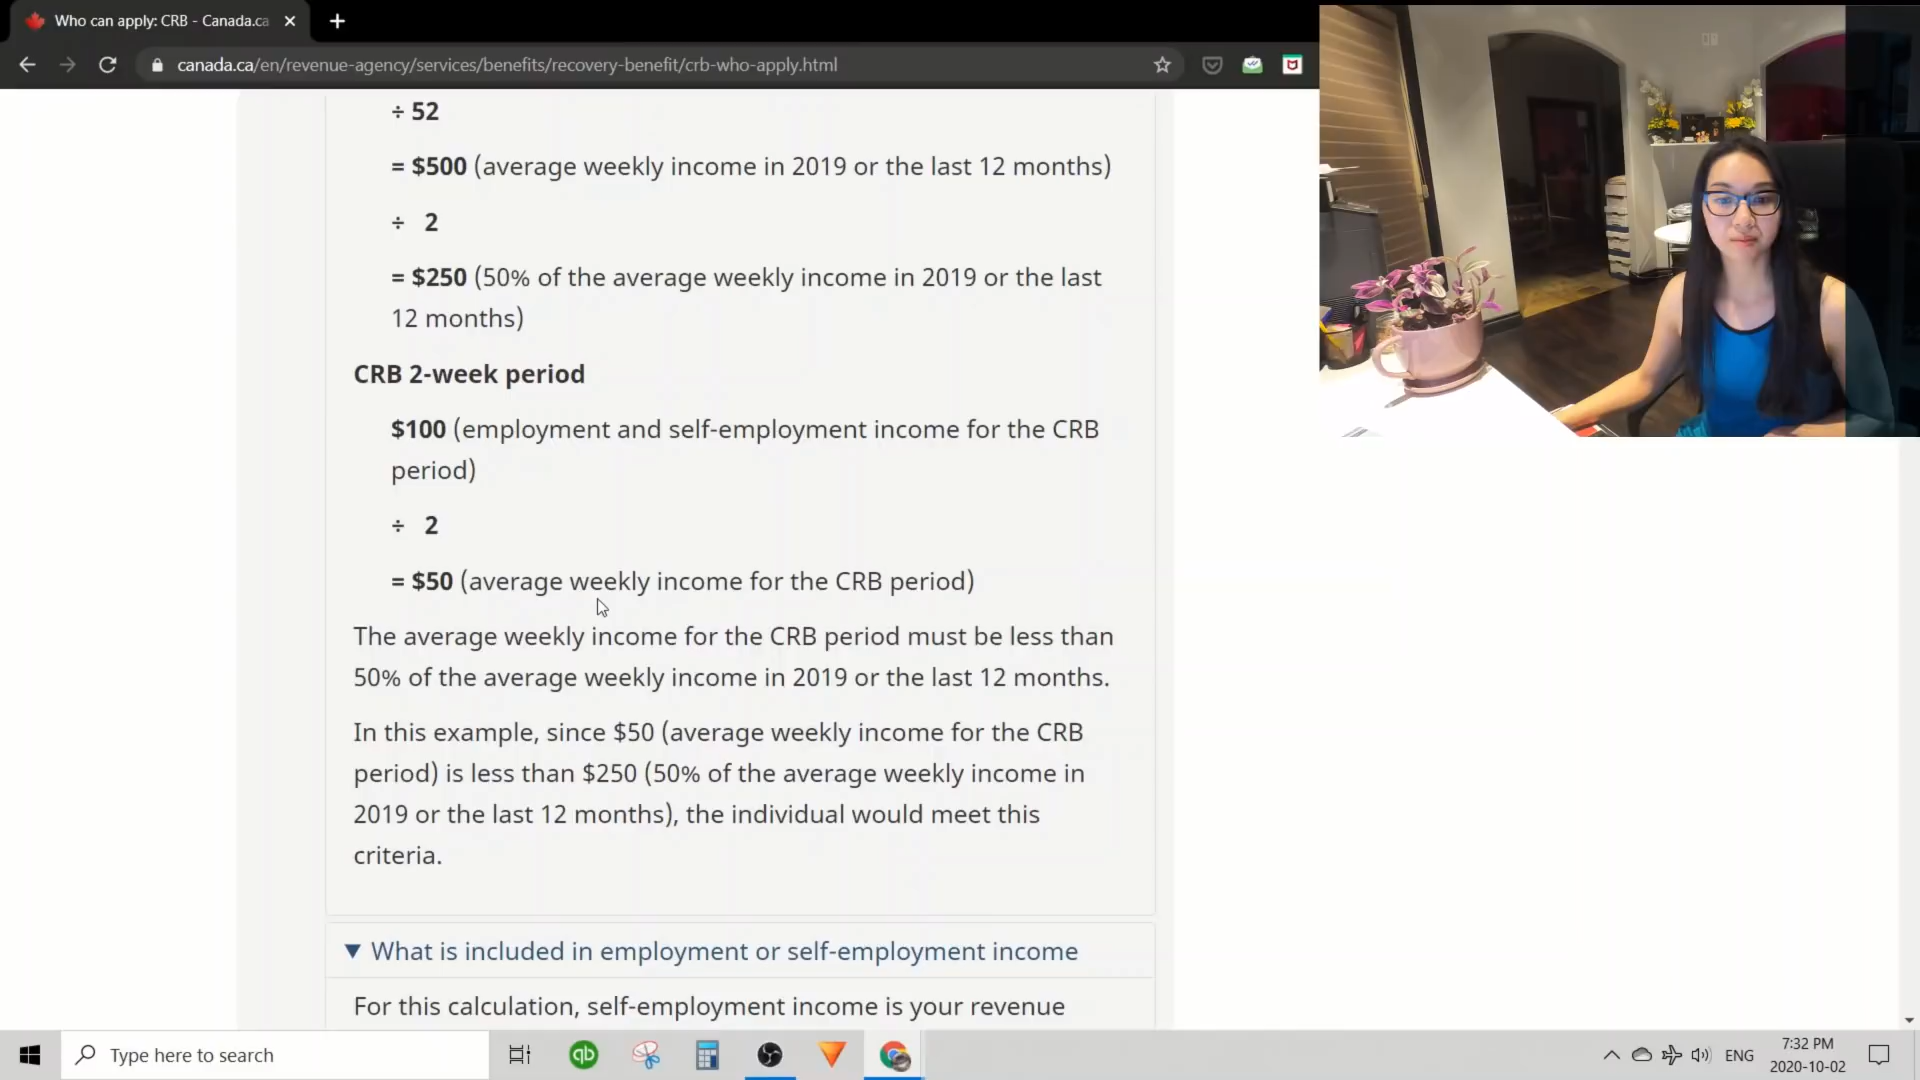 Who can apply: CRB - Canada.ca
canada.ca/en/revenue-agency/services/benefits/recovery-benefit/crb-who-apply.html
÷ 52
= $500 (average weekly income in 2019 or the last 12 months)
÷ 2
= $250 (50% of the average weekly income in 2019 or the last
12 months)
CRB 2-week period
$100 (employment and self-employment income for the CRB
period)
÷ 2
= $50 (average weekly income for the CRB period)
The average weekly income for the CRB period must be less than
50% of the average weekly income in 2019 or the last 12 months.
In this example, since $50 (average weekly income for the CRB
period) is less than $250 (50% of the average weekly income in
2019 or the last 12 months), the individual would meet this
criteria.
▼ What is included in employment or self-employment income
For this calculation, self-employment income is your revenue
Type here to search
qb
ENG
7:32 PM
2020-10-02